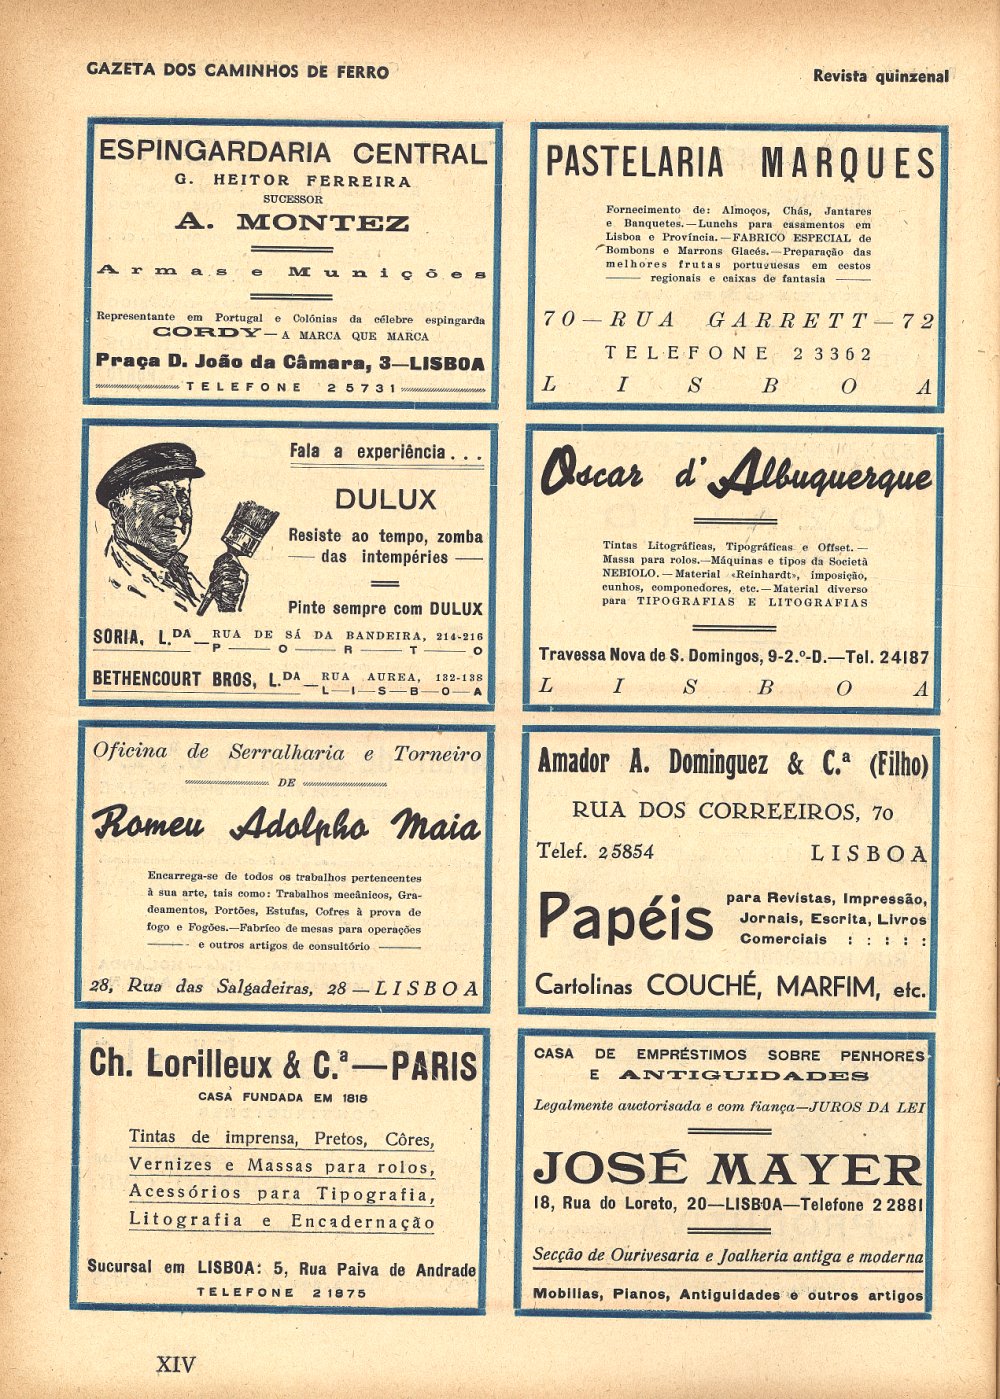 GAZETA DOS CAMINHOS DE FERRO
Revista quinzenal
ESPINGARDARIA CENTRAL
G. HEITOR FERREIRA
SUCESSOR
A. MONTEZ
Armas e Munições
Representante em Portugal e Colónias da célebre espingarda
CORDY — A MARCA QUE MARCA
Praça D. João da Câmara, 3—LISBOA
TELEFONE 25731
PASTELARIA MARQUES
Fornecimento de: Almoços, Chás, Jantares
e Banquetes.—Lunchs para casamentos em
Lisboa e Província.—FABRICO ESPECIAL de
Bombons e Marrons Glacés.—Preparação das
melhores frutas portuguesas em cestos
regionais e caixas de fantasia
70—RUA GARRETT—72
TELEFONE 23362
LISBOA
Fala a experiência...
DULUX
Resiste ao tempo, zomba
das intempéries
Pinte sempre com DULUX
SORIA, L.DA—RUA DE SÁ DA BANDEIRA, 214-216
P—O—R—T—O
BETHENCOURT BROS, L.DA—RUA AUREA, 132-138
L—I—S—B—O—A
Oscar d'Albuquerque
Tintas Litográficas, Tipográficas e Offset.—
Massa para rolos.—Máquinas e tipos da Società
NEBIOLO.—Material «Reinhardt», imposição,
cunhos, componedores, etc.—Material diverso
para TIPOGRAFIAS E LITOGRAFIAS
Travessa Nova de S. Domingos, 9-2.º-D.—Tel. 24187
LISBOA
Oficina de Serralharia e Torneiro
DE
Romeu Adolpho Maia
Encarrega-se de todos os trabalhos pertencentes
à sua arte, tais como: Trabalhos mecânicos, Gra-
deamentos, Portões, Estufas, Cofres à prova de
fogo e Fogões.—Fabríco de mesas para operações
e outros artigos de consultório
28, Rua das Salgadeiras, 28—LISBOA
Amador A. Dominguez & C.ª (Filho)
RUA DOS CORREEIROS, 70
Telef. 25854 LISBOA
Papéis para Revistas, Impressão,
Jornais, Escrita, Livros
Comerciais : : : : :
Cartolinas COUCHÉ, MARFIM, etc.
Ch. Lorilleux & C.ª—PARIS
CASA FUNDADA EM 1818
Tintas de imprensa, Pretos, Côres,
Vernizes e Massas para rolos,
Acessórios para Tipografia,
Litografia e Encadernação
Sucursal em LISBOA: 5, Rua Paiva de Andrade
TELEFONE 21875
CASA DE EMPRÉSTIMOS SOBRE PENHORES
E ANTIGUIDADES
Legalmente auctorisada e com fiança—JUROS DA LEI
JOSÉ MAYER
18, Rua do Loreto, 20—LISBOA—Telefone 22881
Secção de Ourivesaria e Joalheria antiga e moderna
Mobilias, Pianos, Antiguidades e outros artigos
XIV